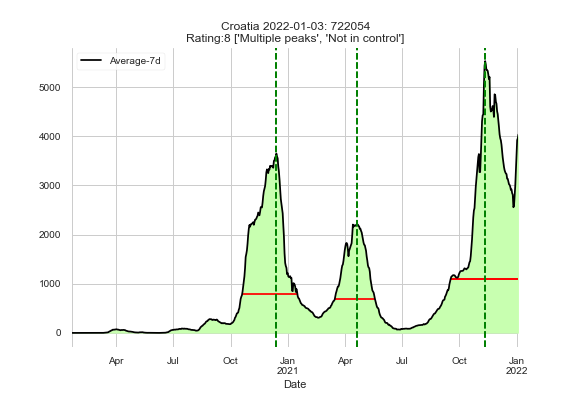 Croatia 2022-01-03: 722054
Rating:8 ['Multiple peaks', 'Not in control']
Average-7d
5000
4000
3000
2000
1000
0
Apr Jul Oct Jan Apr Jul Oct Jan
2021 2022
Date